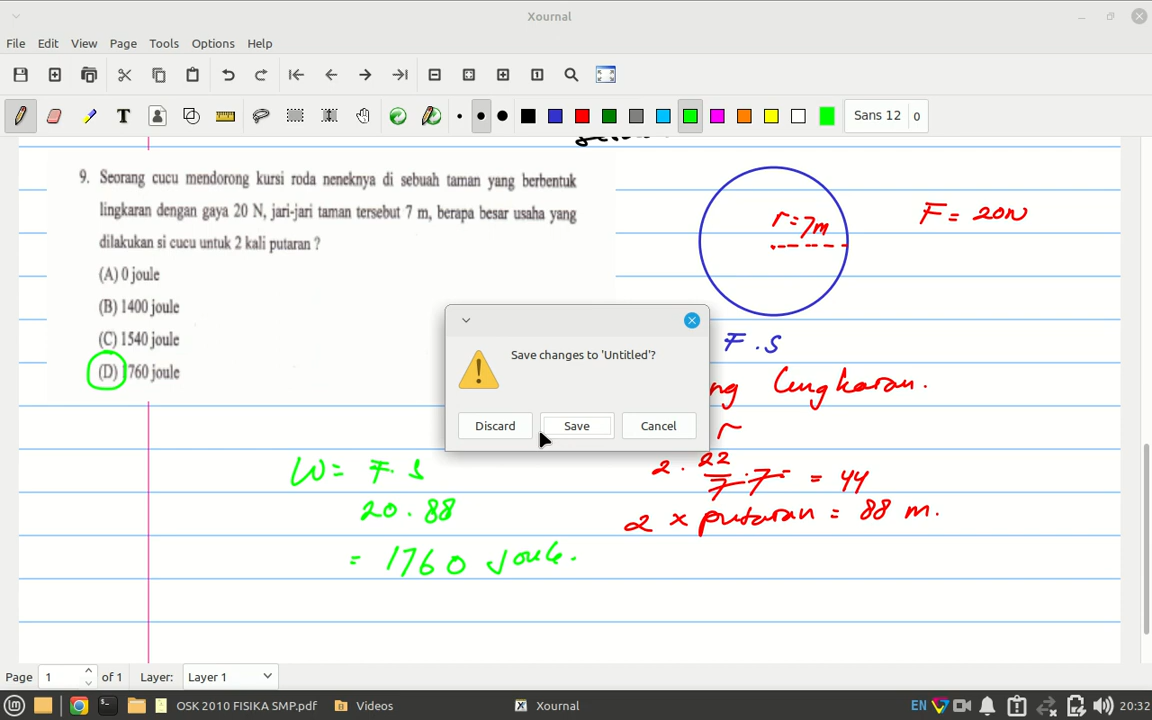 Xournal
File Edit View Page Tools Options Help
Sans 12 0
9. Seorang cucu mendorong kursi roda neneknya di sebuah taman yang berbentuk
lingkaran dengan gaya 20 N, jari-jari taman tersebut 7 m, berapa besar usaha yang
dilakukan si cucu untuk 2 kali putaran ?
(A) 0 joule
(B) 1400 joule
(C) 1540 joule
(D) 1760 joule
r = 7m
F = 20N
F . S
ng lingkaran.
r
2 . 22/7 . 7 = 44
2 x putaran = 88 m.
W = F . S
20 . 88
= 1760 Joule.
Save changes to 'Untitled'?
Discard Save Cancel
Page 1 of 1 Layer: Layer 1
OSK 2010 FISIKA SMP.pdf Videos Xournal EN 20:32